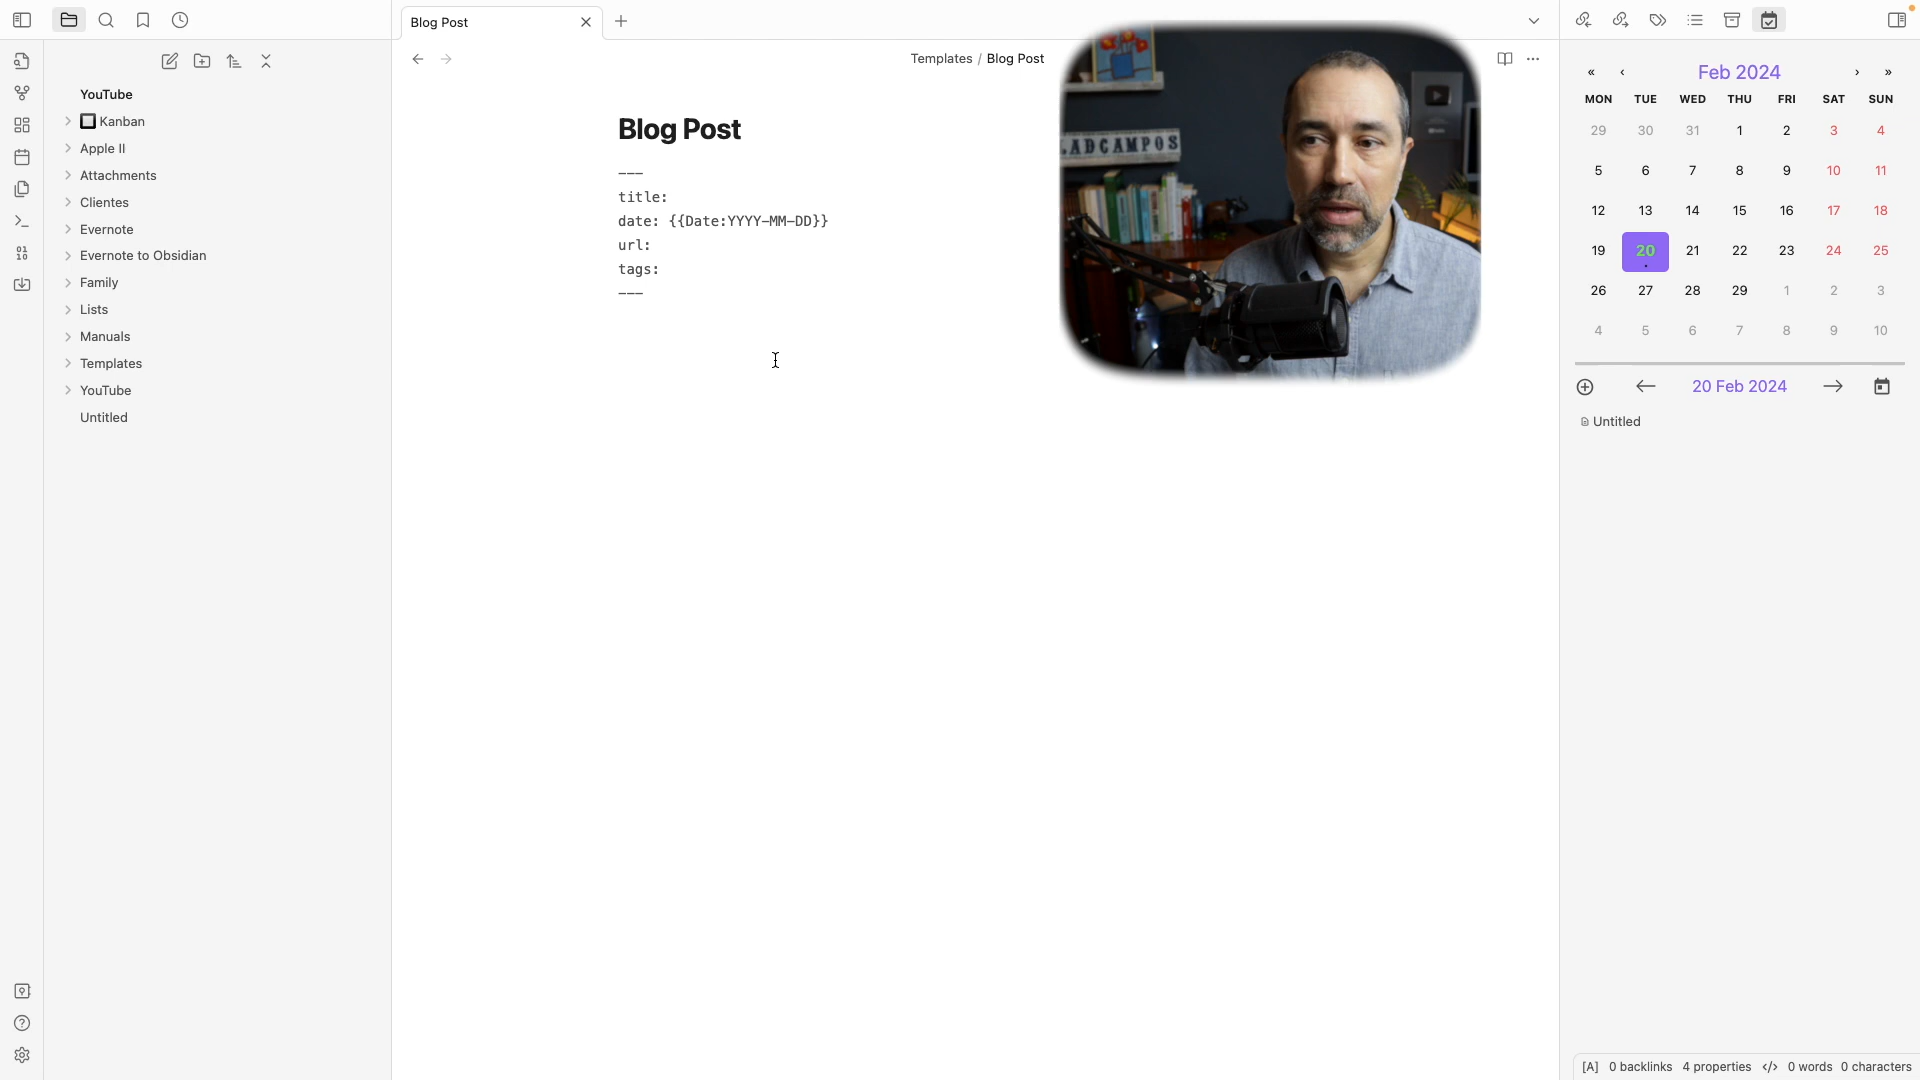 Blog Post
Templates / Blog Post
YouTube
Kanban
Apple II
Attachments
Clientes
Evernote
Evernote to Obsidian
Family
Lists
Manuals
Templates
YouTube
Untitled
Blog Post
---
title:
date: {{Date:YYYY-MM-DD}}
url:
tags:
---
LADCAMPOS
« ‹ Feb 2024 › »
MON TUE WED THU FRI SAT SUN
29 30 31 1 2 3 4
5 6 7 8 9 10 11
12 13 14 15 16 17 18
19 20 21 22 23 24 25
26 27 28 29 1 2 3
4 5 6 7 8 9 10
20 Feb 2024
Untitled
[A] 0 backlinks 4 properties </> 0 words 0 characters